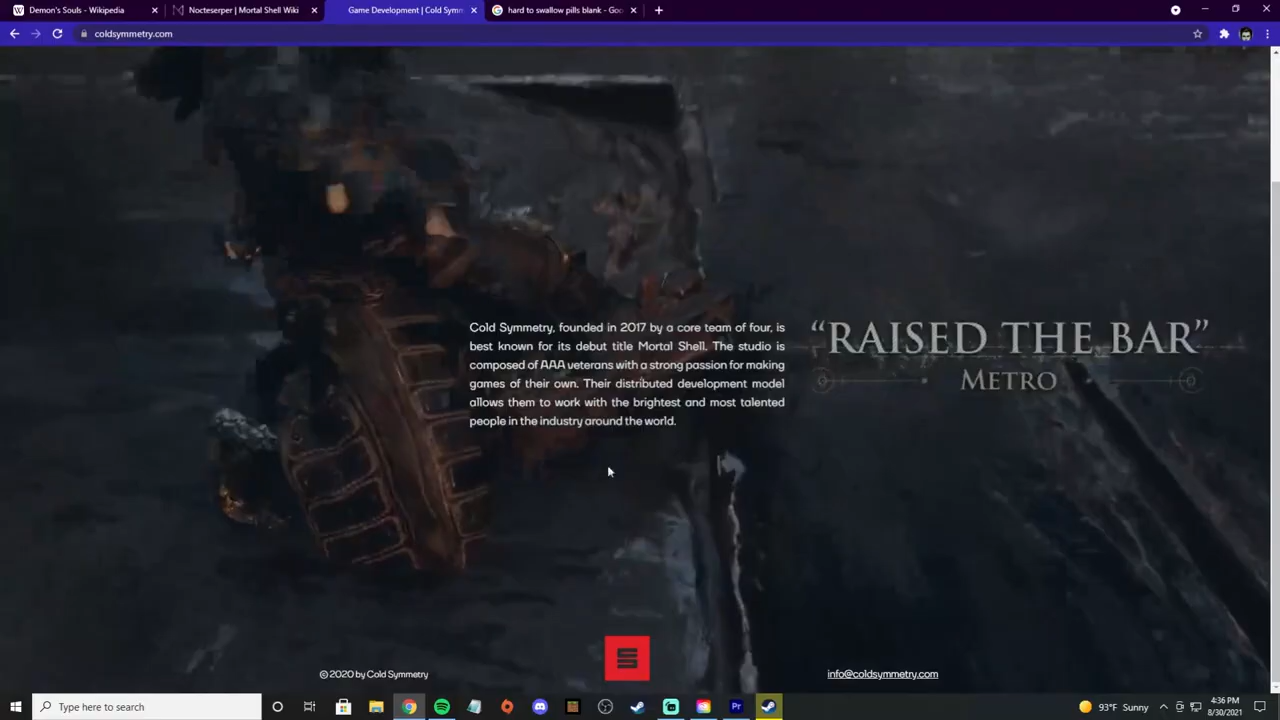 Demon's Souls - Wikipedia
Nocteserper | Mortal Shell Wiki
Game Development | Cold Symm
hard to swallow pills blank - Goo
coldsymmetry.com
Cold Symmetry, founded in 2017 by a core team of four, is
best known for its debut title Mortal Shell. The studio is
composed of AAA veterans with a strong passion for making
games of their own. Their distributed development model
allows them to work with the brightest and most talented
people in the industry around the world.
“RAISED THE BAR”
METRO
© 2020 by Cold Symmetry
info@coldsymmetry.com
Type here to search
Pr
93°F Sunny
4:36 PM
8/30/2021